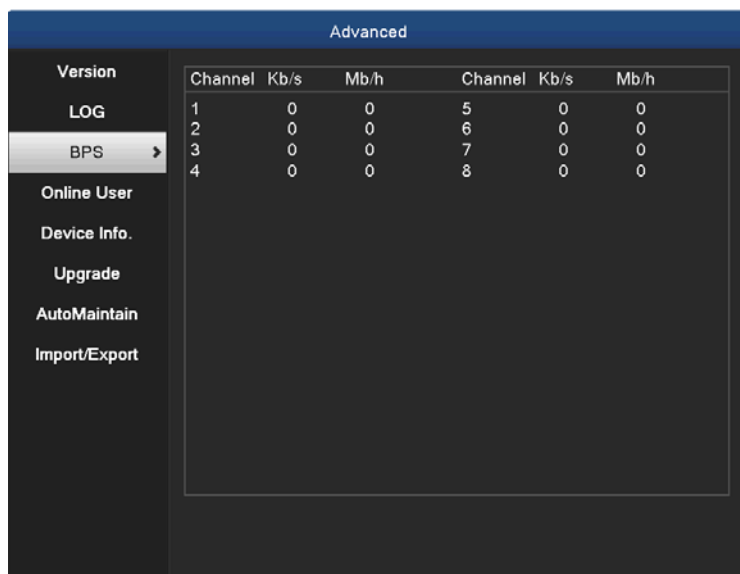 Advanced
Version
LOG
BPS
Online User
Device Info.
Upgrade
AutoMaintain
Import/Export
Channel Kb/s Mb/h Channel Kb/s Mb/h
1 0 0 5 0 0
2 0 0 6 0 0
3 0 0 7 0 0
4 0 0 8 0 0